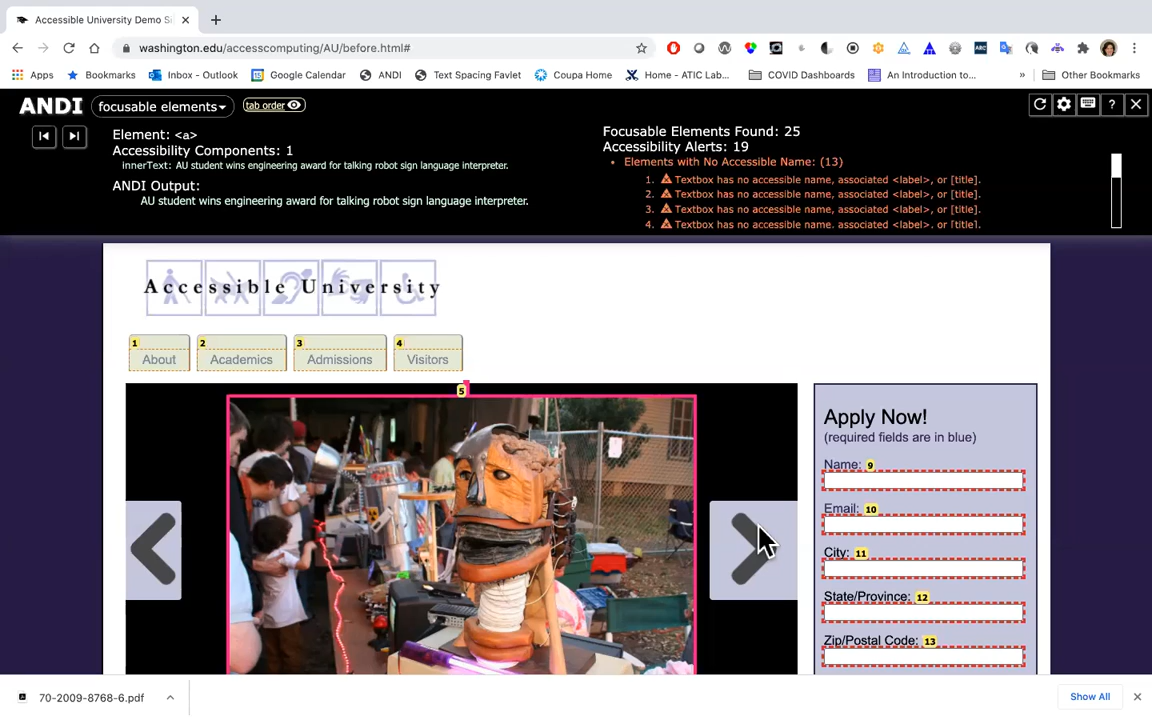 Accessible University Demo Si
washington.edu/accesscomputing/AU/before.html#
ABC
Apps Bookmarks Inbox - Outlook 15 Google Calendar ANDI Text Spacing Favlet Coupa Home Home - ATIC Lab... COVID Dashboards An Introduction to... » Other Bookmarks
ANDI focusable elements tab order
?
Element: <a>
Accessibility Components: 1
innerText: AU student wins engineering award for talking robot sign language interpreter.
ANDI Output:
AU student wins engineering award for talking robot sign language interpreter.
Focusable Elements Found: 25
Accessibility Alerts: 19
• Elements with No Accessible Name: (13)
1. Textbox has no accessible name, associated <label>, or [title].
2. Textbox has no accessible name, associated <label>, or [title].
3. Textbox has no accessible name, associated <label>, or [title].
4. Textbox has no accessible name, associated <label>, or [title].
Accessible University
1 2 3 4
About Academics Admissions Visitors
5
Apply Now!
(required fields are in blue)
Name: 9
Email: 10
City: 11
State/Province: 12
Zip/Postal Code: 13
70-2009-8768-6.pdf
Show All